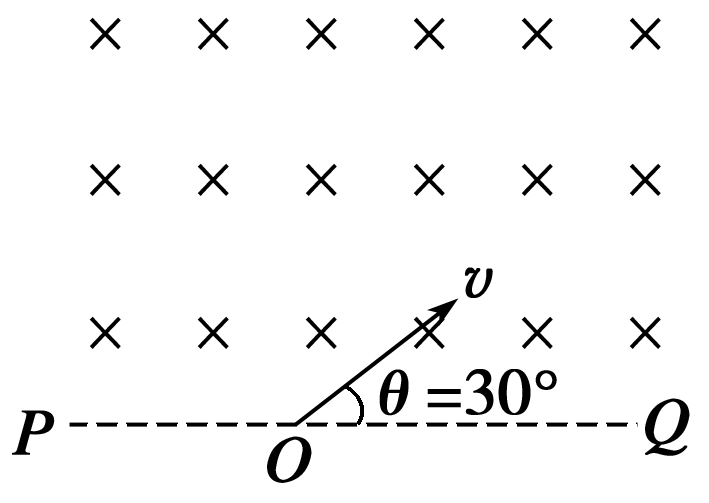 × × × × × ×
× × × × × ×
v
× × × × × ×
θ =30°
P O Q